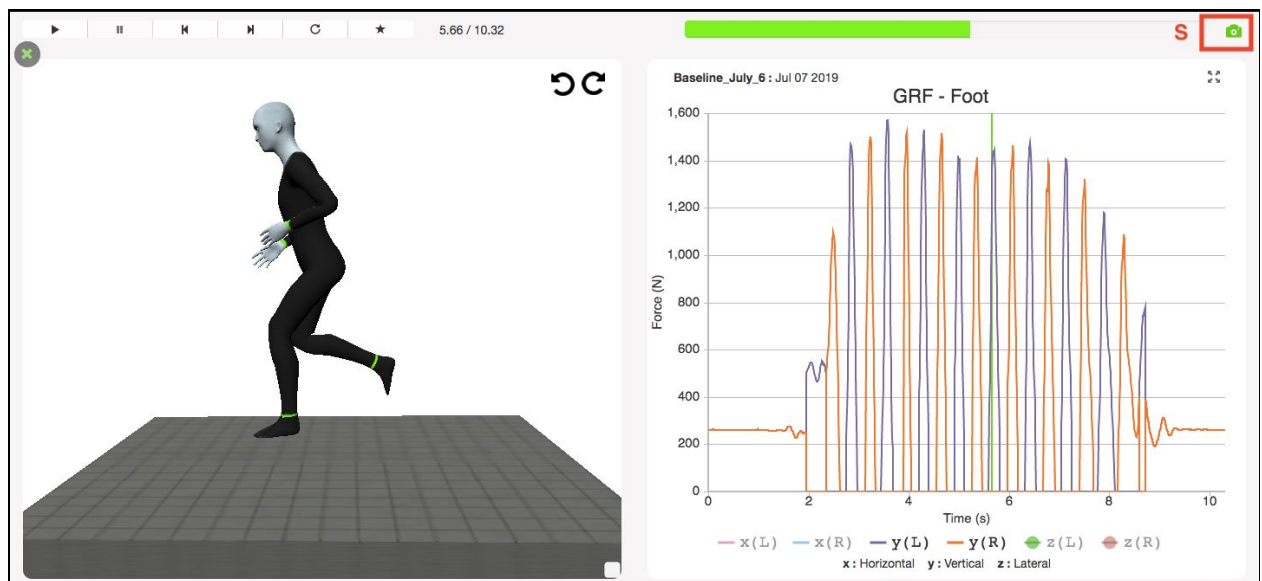 5.66 / 10.32
S
Baseline_July_6 : Jul 07 2019
GRF - Foot
1,600
1,400
1,200
1,000
800
600
400
200
0
Force (N)
0 2 4 6 8 10
Time (s)
x(L) x(R) y(L) y(R) z(L) z(R)
x : Horizontal y : Vertical z : Lateral